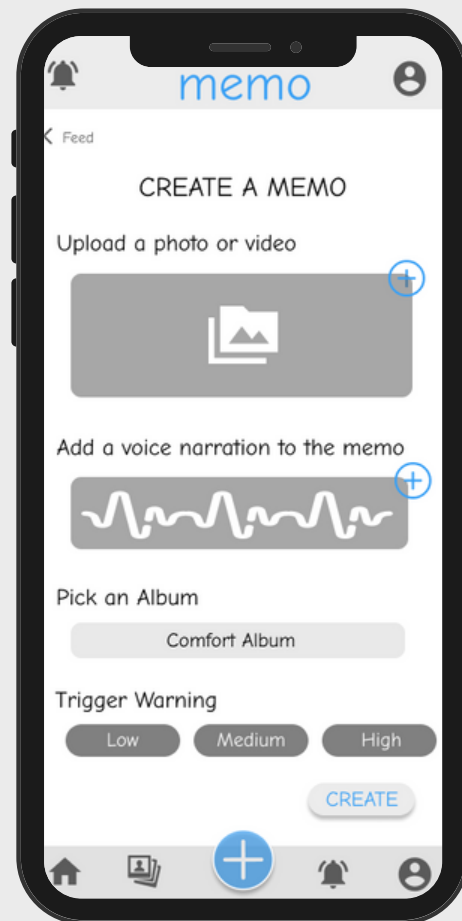 memo
Feed
CREATE A MEMO
Upload a photo or video
Add a voice narration to the memo
Pick an Album
Comfort Album
Trigger Warning
Low Medium High
CREATE